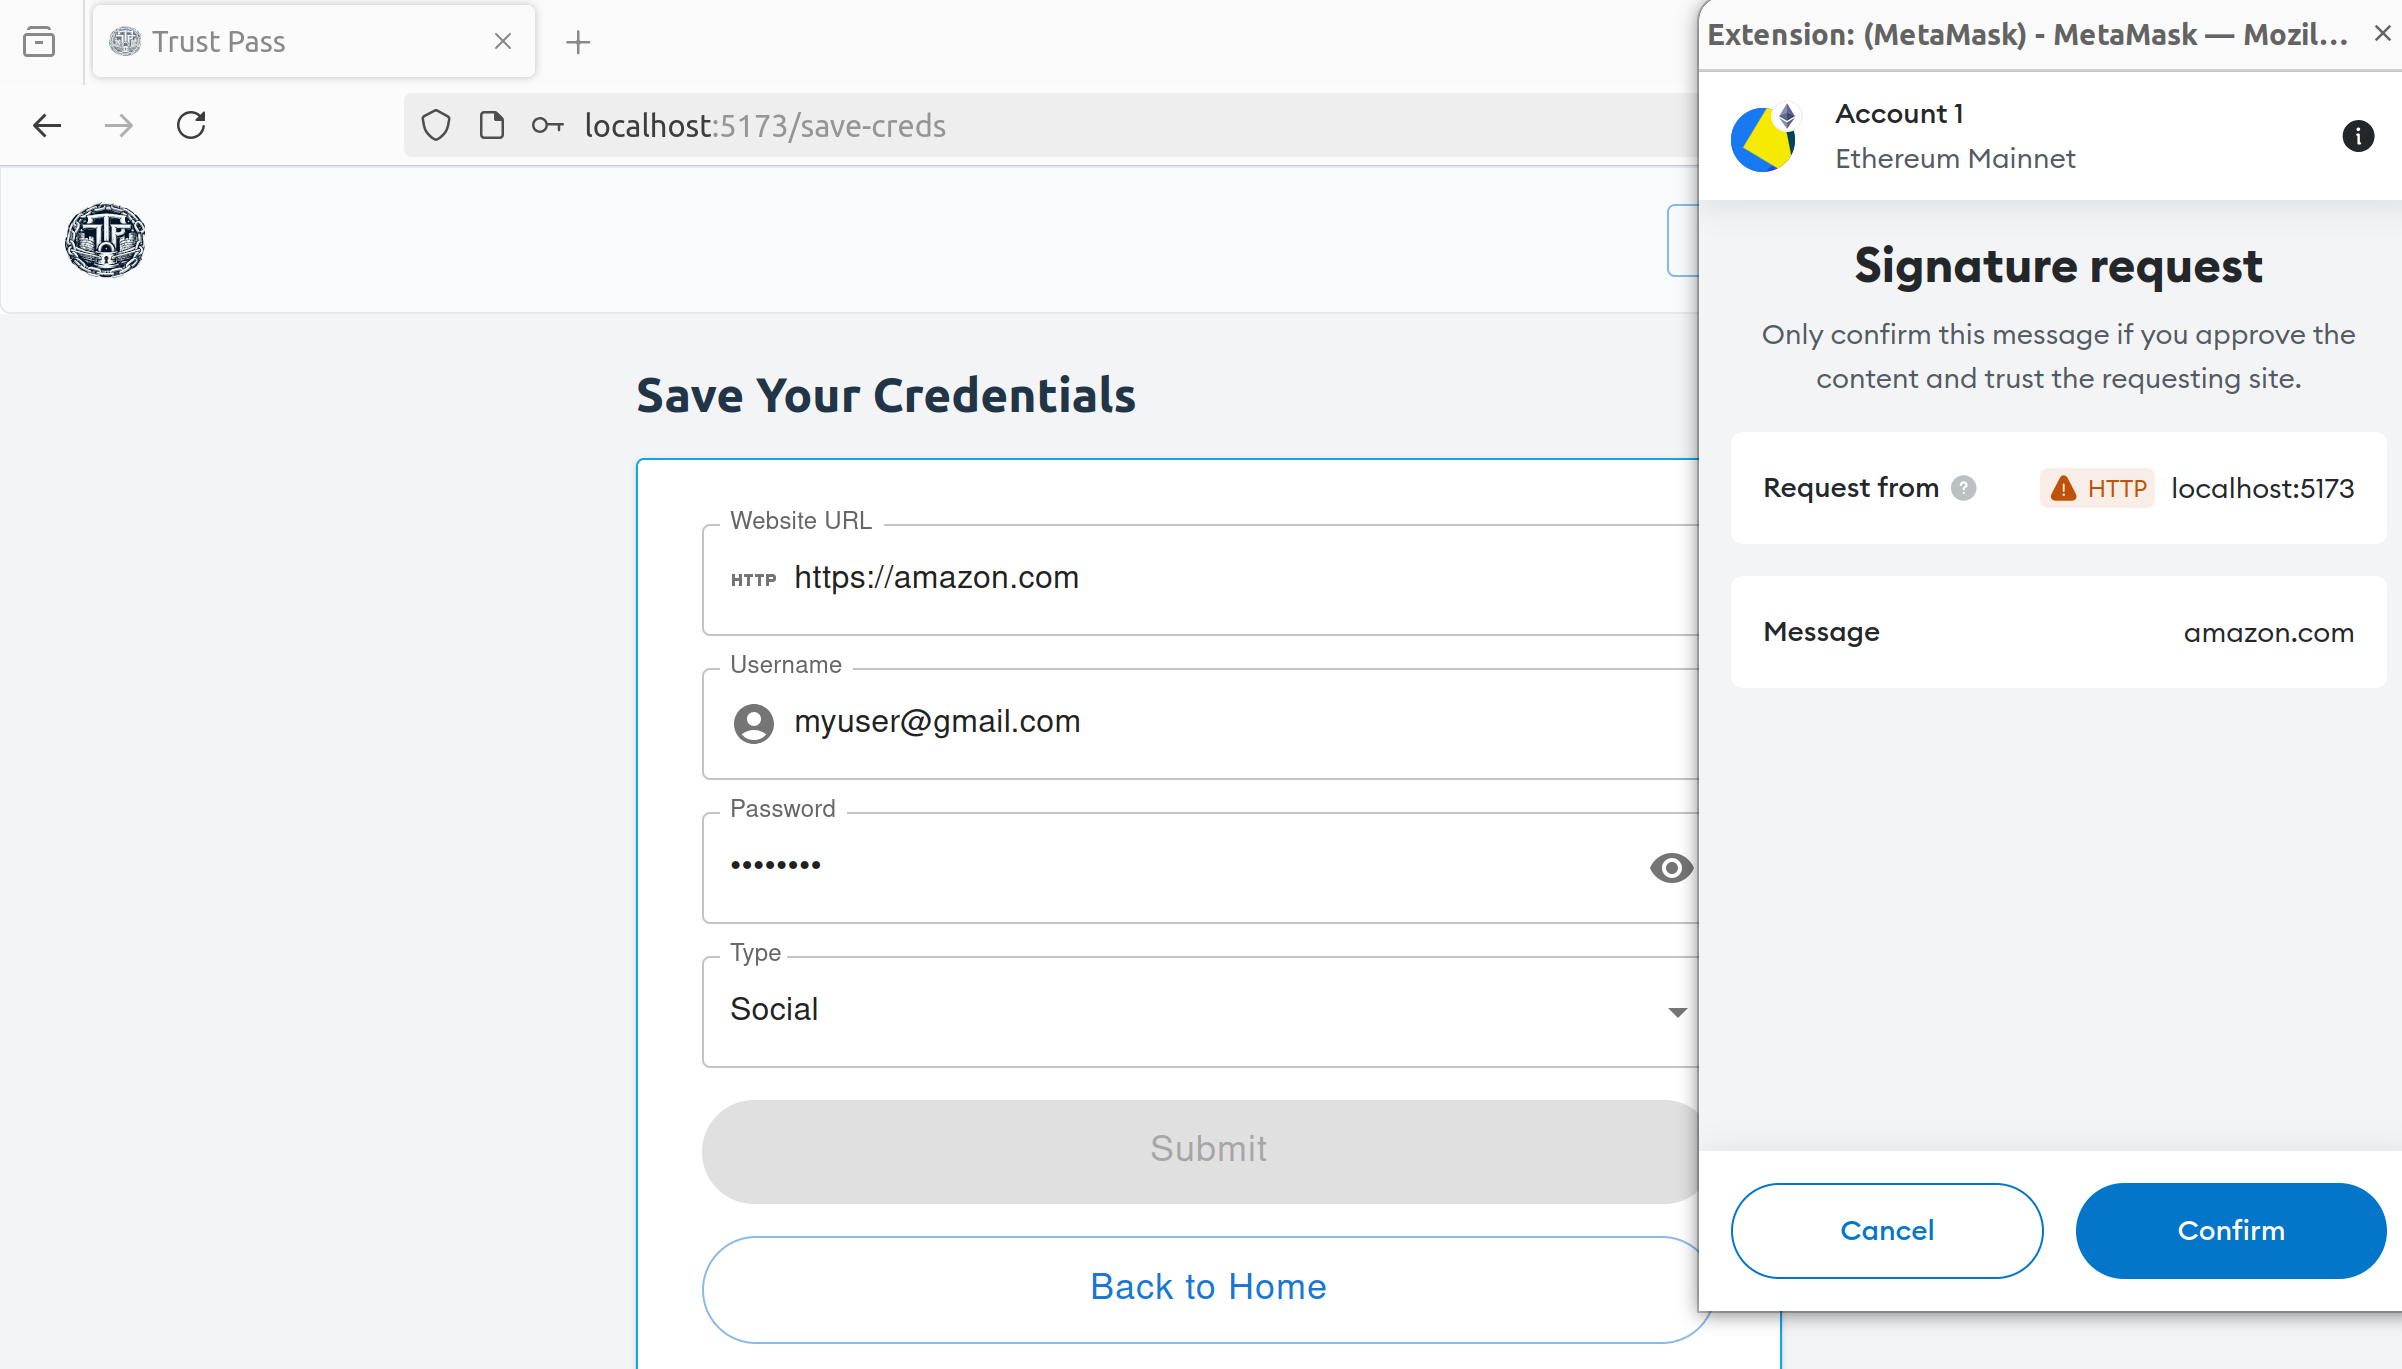 Trust Pass
localhost:5173/save-creds
Save Your Credentials
Website URL
HTTP https://amazon.com
Username
myuser@gmail.com
Password
••••••••
Type
Social
Submit
Back to Home
Extension: (MetaMask) - MetaMask — Mozil...
Account 1
Ethereum Mainnet
Signature request
Only confirm this message if you approve the
content and trust the requesting site.
Request from ? HTTP localhost:5173
Message amazon.com
Cancel Confirm